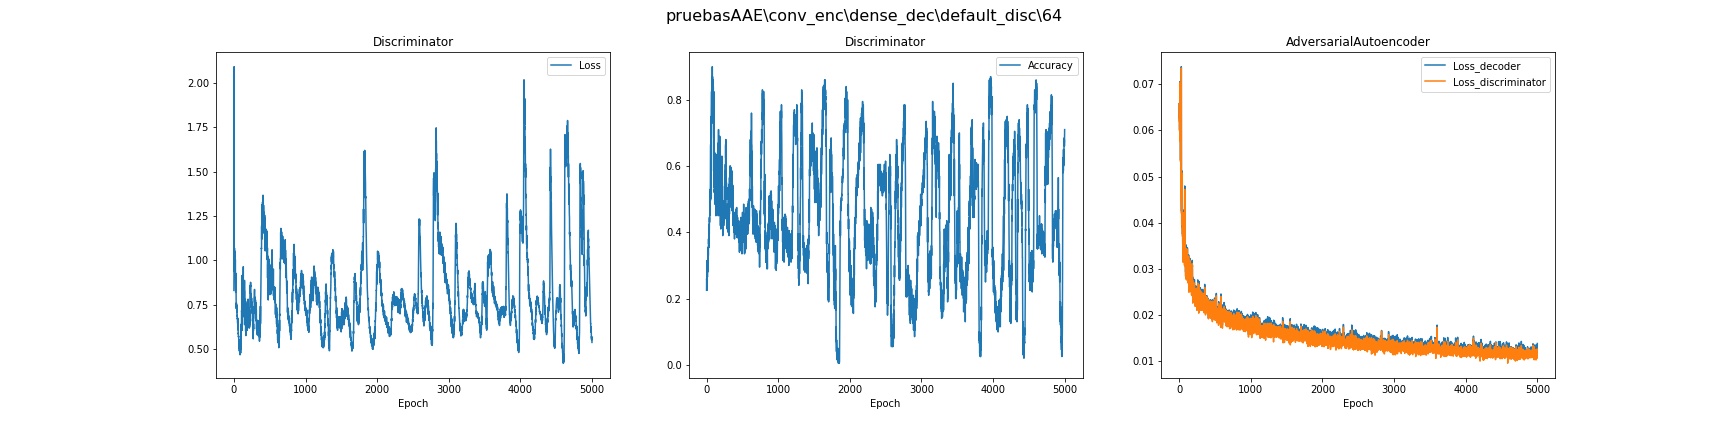 pruebasAAE\conv_enc\dense_dec\default_disc\64
Discriminator
Loss
2.00
1.75
1.50
1.25
1.00
0.75
0.50
0 1000 2000 3000 4000 5000
Epoch
Discriminator
Accuracy
0.8
0.6
0.4
0.2
0.0
0 1000 2000 3000 4000 5000
Epoch
AdversarialAutoencoder
Loss_decoder
Loss_discriminator
0.07
0.06
0.05
0.04
0.03
0.02
0.01
0 1000 2000 3000 4000 5000
Epoch